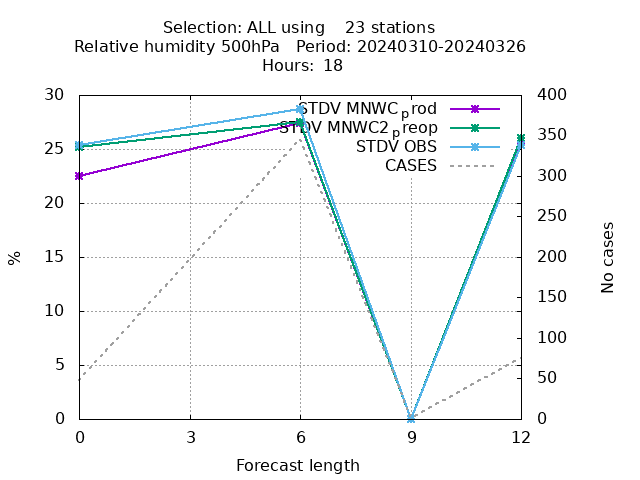 Selection: ALL using    23 stations
Relative humidity 500hPa   Period: 20240310-20240326
Hours: 18
30
25
20
15
10
5
0
%
STDV MNWCprod
STDV MNWC2preop
STDV OBS
CASES
400
350
300
250
200
150
100
50
0
No cases
0 3 6 9 12
Forecast length